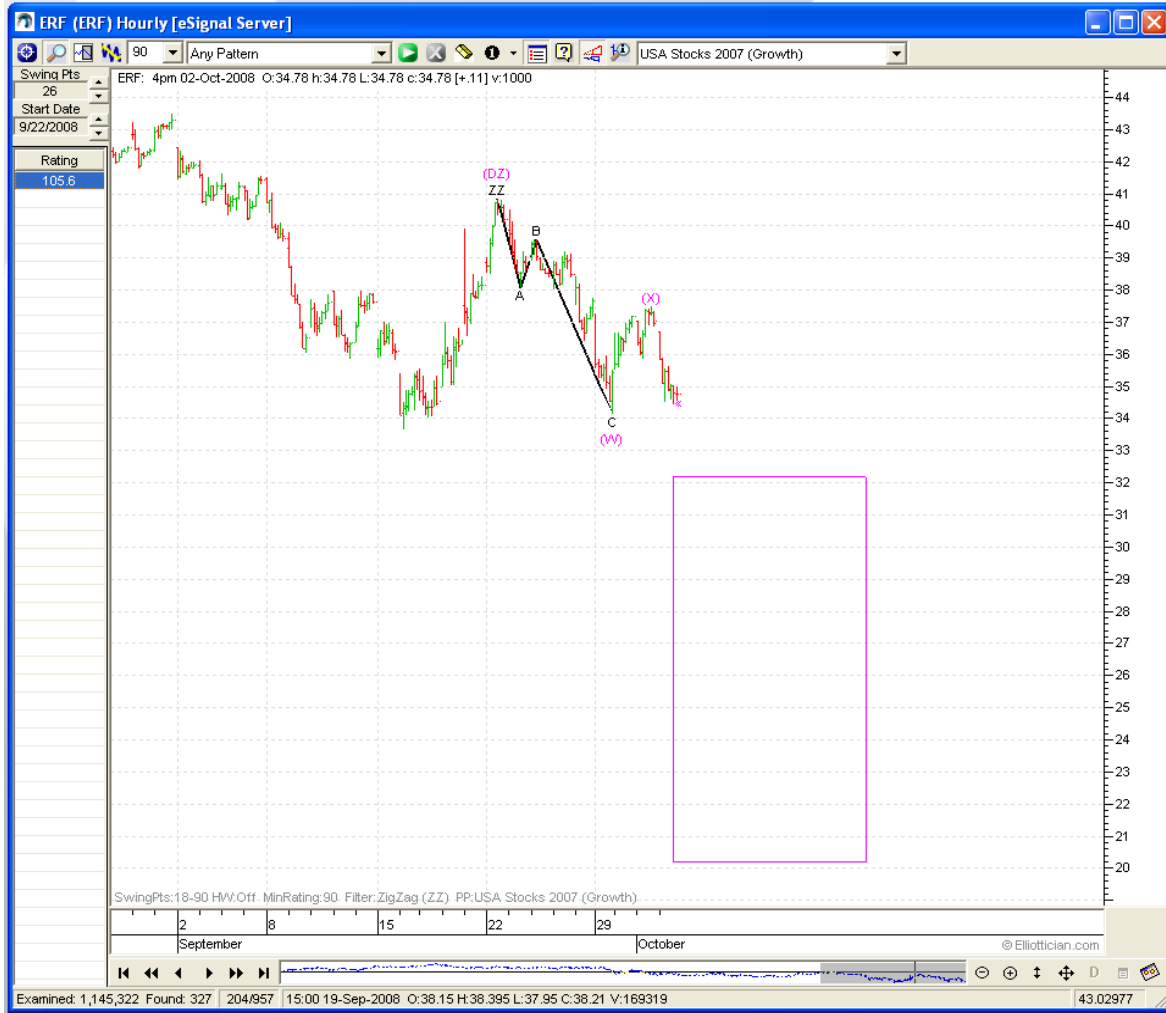 ERF (ERF) Hourly [eSignal Server]
90 Any Pattern USA Stocks 2007 (Growth)
Swing Pts
26
Start Date
9/22/2008
Rating
105.6
ERF: 4pm 02-Oct-2008 O:34.78 h:34.78 L:34.78 c:34.78 [+.11] v:1000
44
43
42
41
40
39
38
37
36
35
34
33
32
31
30
29
28
27
26
25
24
23
22
21
20
(DZ)
ZZ
B
A
(X)
x
C
(W)
SwingPts:18-90 HW:Off MinRating:90 Filter:ZigZag (ZZ) PP:USA Stocks 2007 (Growth)
2 8 15 22 29
September October © Elliottician.com
D
Examined: 1,145,322 Found: 327 204/957 15:00 19-Sep-2008 O:38.15 H:38.395 L:37.95 C:38.21 V:169319 43.02977